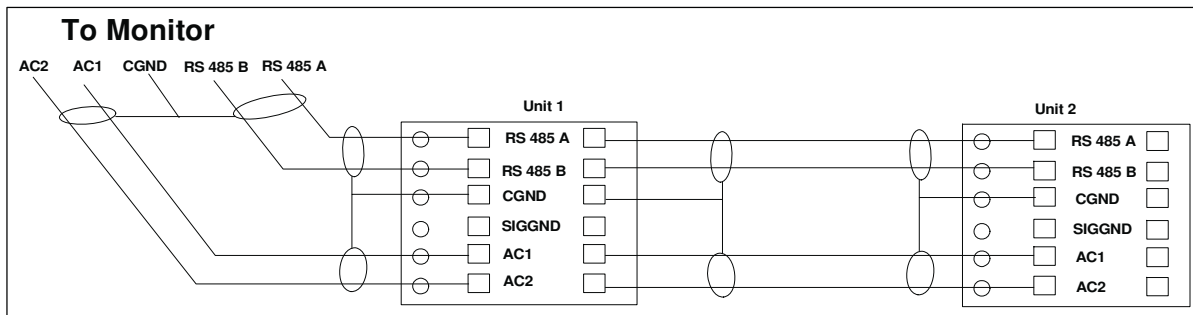 To Monitor
AC2 AC1 CGND RS 485 B RS 485 A
Unit 1
RS 485 A
RS 485 B
CGND
SIGGND
AC1
AC2
Unit 2
RS 485 A
RS 485 B
CGND
SIGGND
AC1
AC2